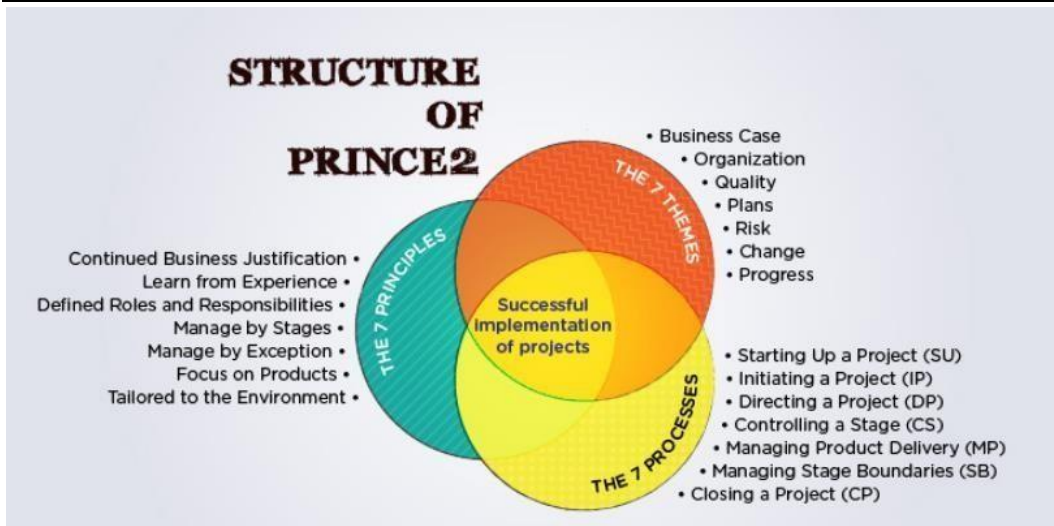 STRUCTURE
OF
PRINCE2
• Business Case
• Organization
• Quality
• Plans
• Risk
• Change
• Progress
THE 7 THEMES
Continued Business Justification •
Learn from Experience •
Defined Roles and Responsibilities •
Manage by Stages •
Manage by Exception •
Focus on Products •
Tailored to the Environment •
THE 7 PRINCIPLES
Successful
implementation
of projects
• Starting Up a Project (SU)
• Initiating a Project (IP)
• Directing a Project (DP)
• Controlling a Stage (CS)
• Managing Product Delivery (MP)
• Managing Stage Boundaries (SB)
• Closing a Project (CP)
THE 7 PROCESSES